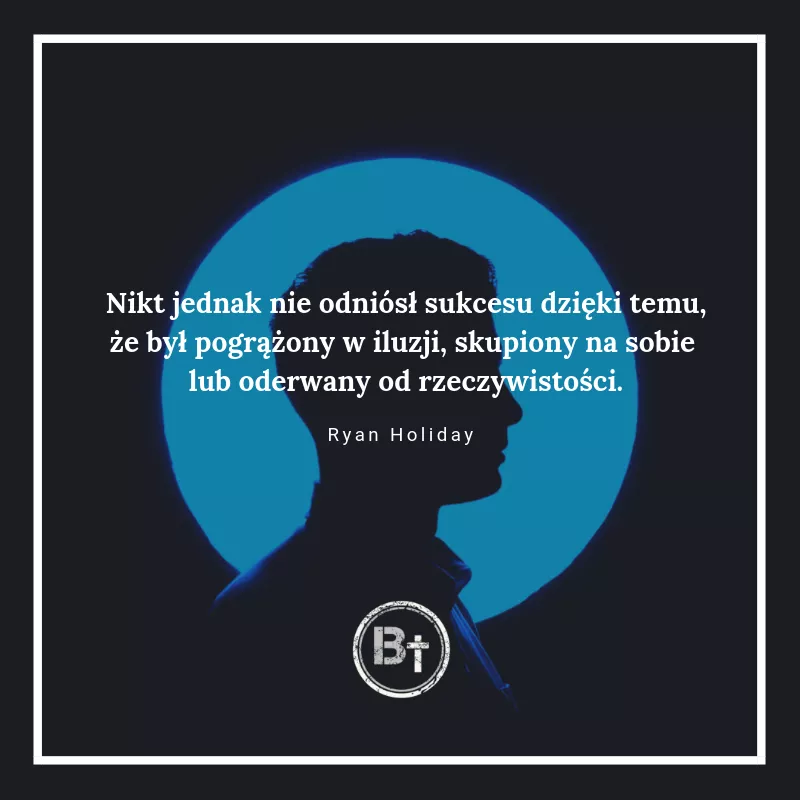 Nikt jednak nie odniósł sukcesu dzięki temu,
że był pogrążony w iluzji, skupiony na sobie
lub oderwany od rzeczywistości.
Ryan Holiday
Bt